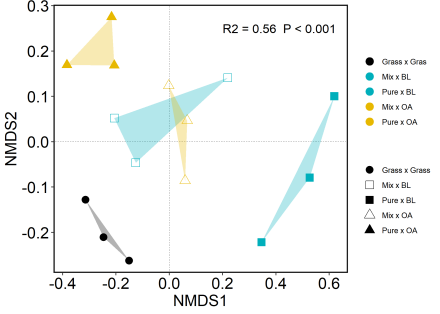 R2 = 0.56 P < 0.001
0.3
0.2
0.1
0.0
-0.1
-0.2
NMDS2
-0.4
-0.2
0.0
0.2
0.4
0.6
NMDS1
Grass x Gras
Mix x BL
Pure x BL
Mix x OA
Pure x OA
Grass x Grass
Mix x BL
Pure x BL
Mix x OA
Pure x OA